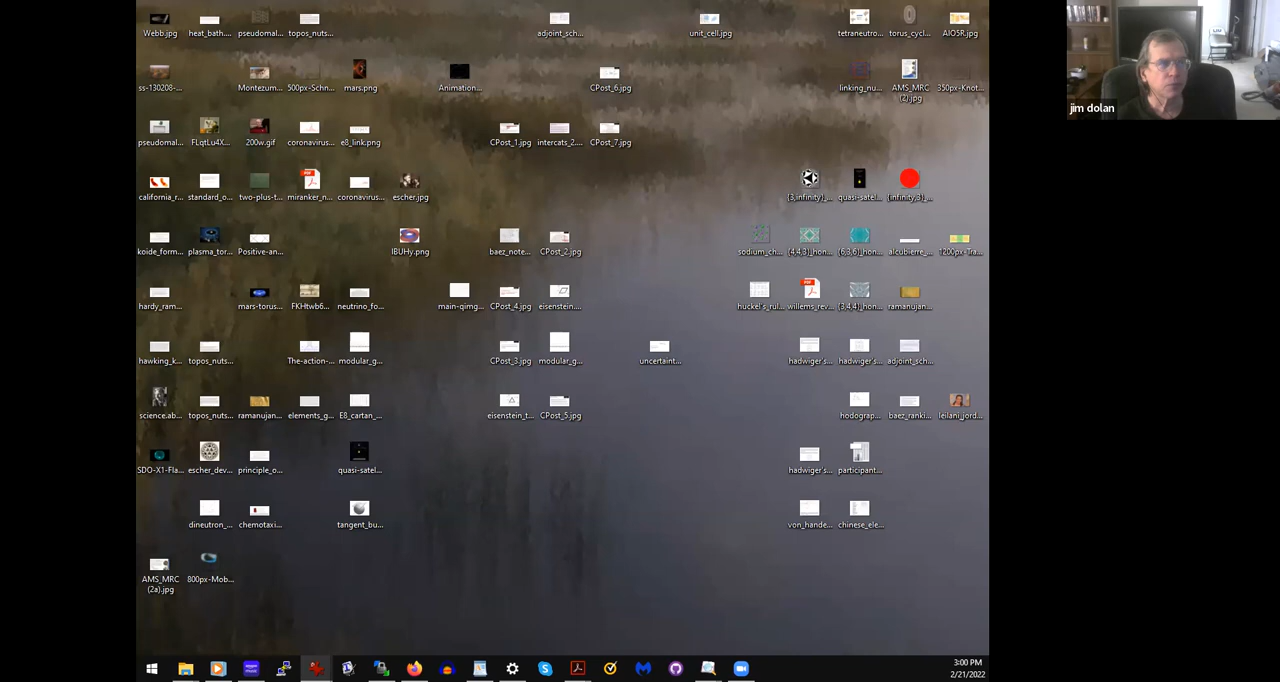 Webb.jpg
heat_bath....
pseudomal...
topos_nuts...
adjoint_sch...
unit_cell.jpg
tetraneutro...
torus_cycl...
AIO5R.jpg
jim dolan
ss-130208-...
Montezum...
500px-Schn...
mars.png
Animation...
CPost_6.jpg
linking_nu...
AMS_MRC
(2).jpg
350px-Knot...
pseudomal...
FLqtLu4X...
200w.gif
coronavirus...
e8_link.png
CPost_1.jpg
intercats_2....
CPost_7.jpg
california_r...
standard_o...
two-plus-t...
miranker_n...
coronavirus...
escher.jpg
{3,infinity}_...
quasi-satel...
{infinity,3}_...
koide_form...
plasma_tor...
Positive-an...
IBUHy.png
baez_note...
CPost_2.jpg
sodium_ch...
{4,4,3}_hon...
{6,3,6}_hon...
alcubierre_...
1200px-Tra...
hardy_ram...
mars-torus...
FKHtwb6...
neutrino_fo...
main-qimg...
CPost_4.jpg
eisenstein....
huckel's_rul...
willems_rev...
{3,4,4}_hon...
ramanujan...
hawking_k...
topos_nuts...
The-action-...
modular_g...
CPost_3.jpg
modular_g...
uncertaint...
hadwiger's...
hadwiger's...
adjoint_sch...
science.ab...
topos_nuts...
ramanujan...
elements_g...
E8_cartan_...
eisenstein_t...
CPost_5.jpg
hodograp...
baez_ranki...
leilani_jord...
SDO-X1-Fla...
escher_dev...
principle_o...
quasi-satel...
hadwiger's...
participant...
dineutron_...
chemotaxi...
tangent_bu...
von_hande...
chinese_ele...
AMS_MRC
(2a).jpg
800px-Mob...
3:00 PM
2/21/2022